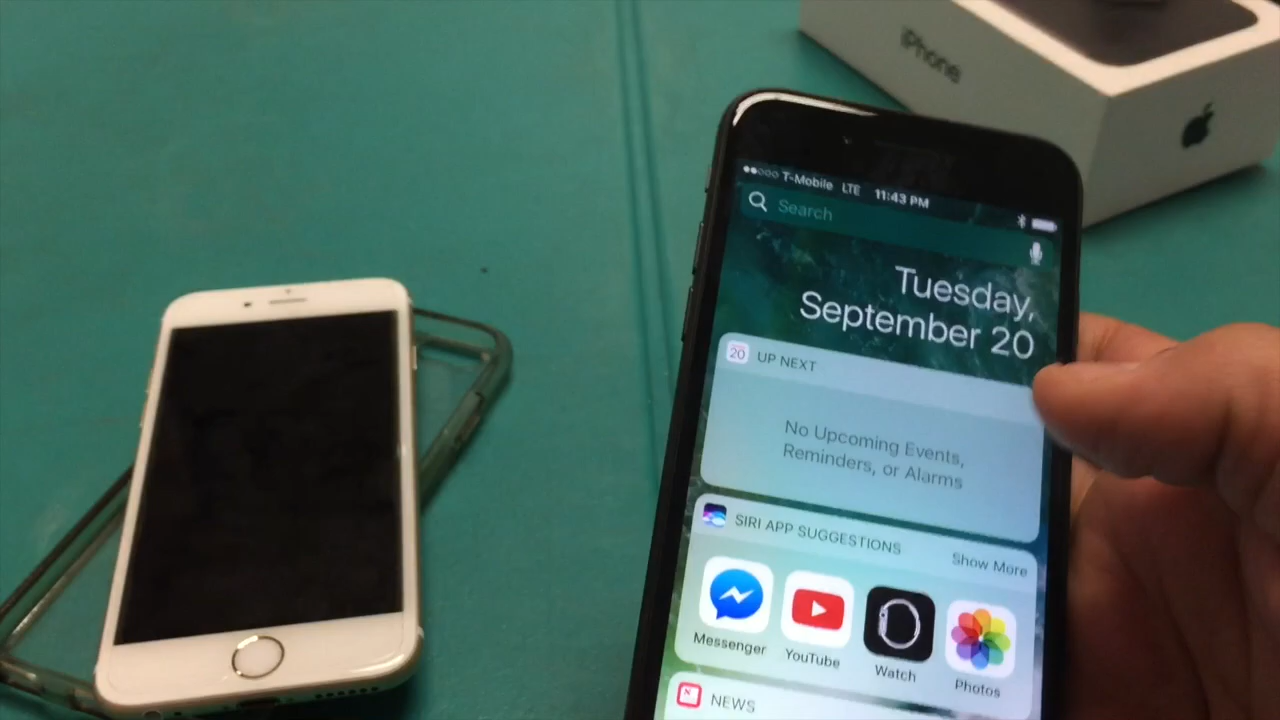 iPhone
T-Mobile LTE 11:43 PM
Search
Tuesday,
September 20
20 UP NEXT
No Upcoming Events,
Reminders, or Alarms
SIRI APP SUGGESTIONS Show More
Messenger YouTube Watch Photos
NEWS